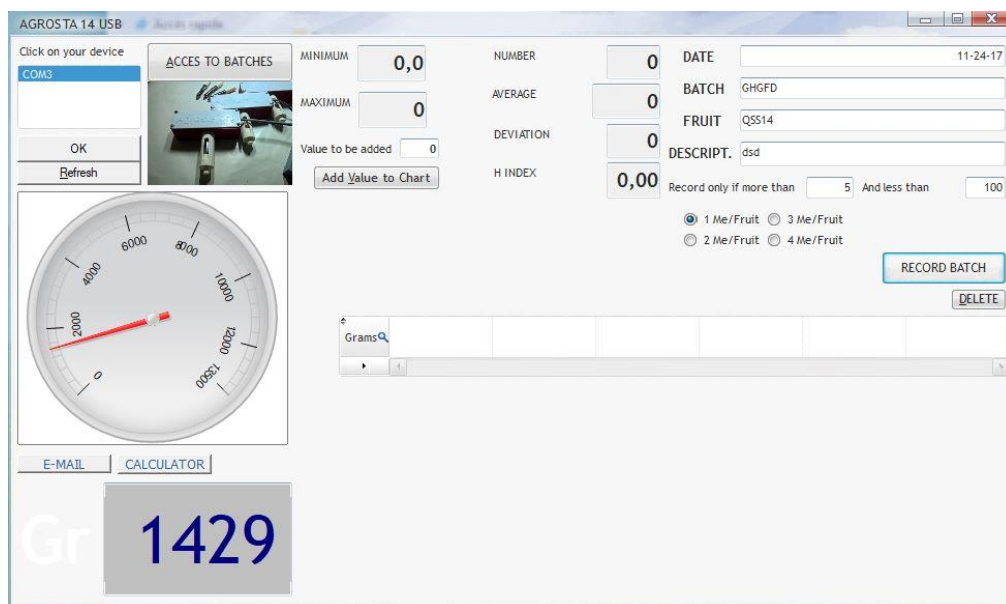 AGROSTA 14 USB
Accès rapide
Click on your device
COM3
OK
Refresh
ACCES TO BATCHES
MINIMUM 0,0
MAXIMUM 0
Value to be added 0
Add Value to Chart
NUMBER 0
AVERAGE 0
DEVIATION 0
H INDEX 0,00
DATE 11-24-17
BATCH GHGFD
FRUIT QSS14
DESCRIPT. dsd
Record only if more than 5 And less than 100
1 Me/Fruit 3 Me/Fruit
2 Me/Fruit 4 Me/Fruit
RECORD BATCH
DELETE
Grams
0
2000
4000
6000
8000
10000
12000
13500
E-MAIL CALCULATOR
Gr 1429